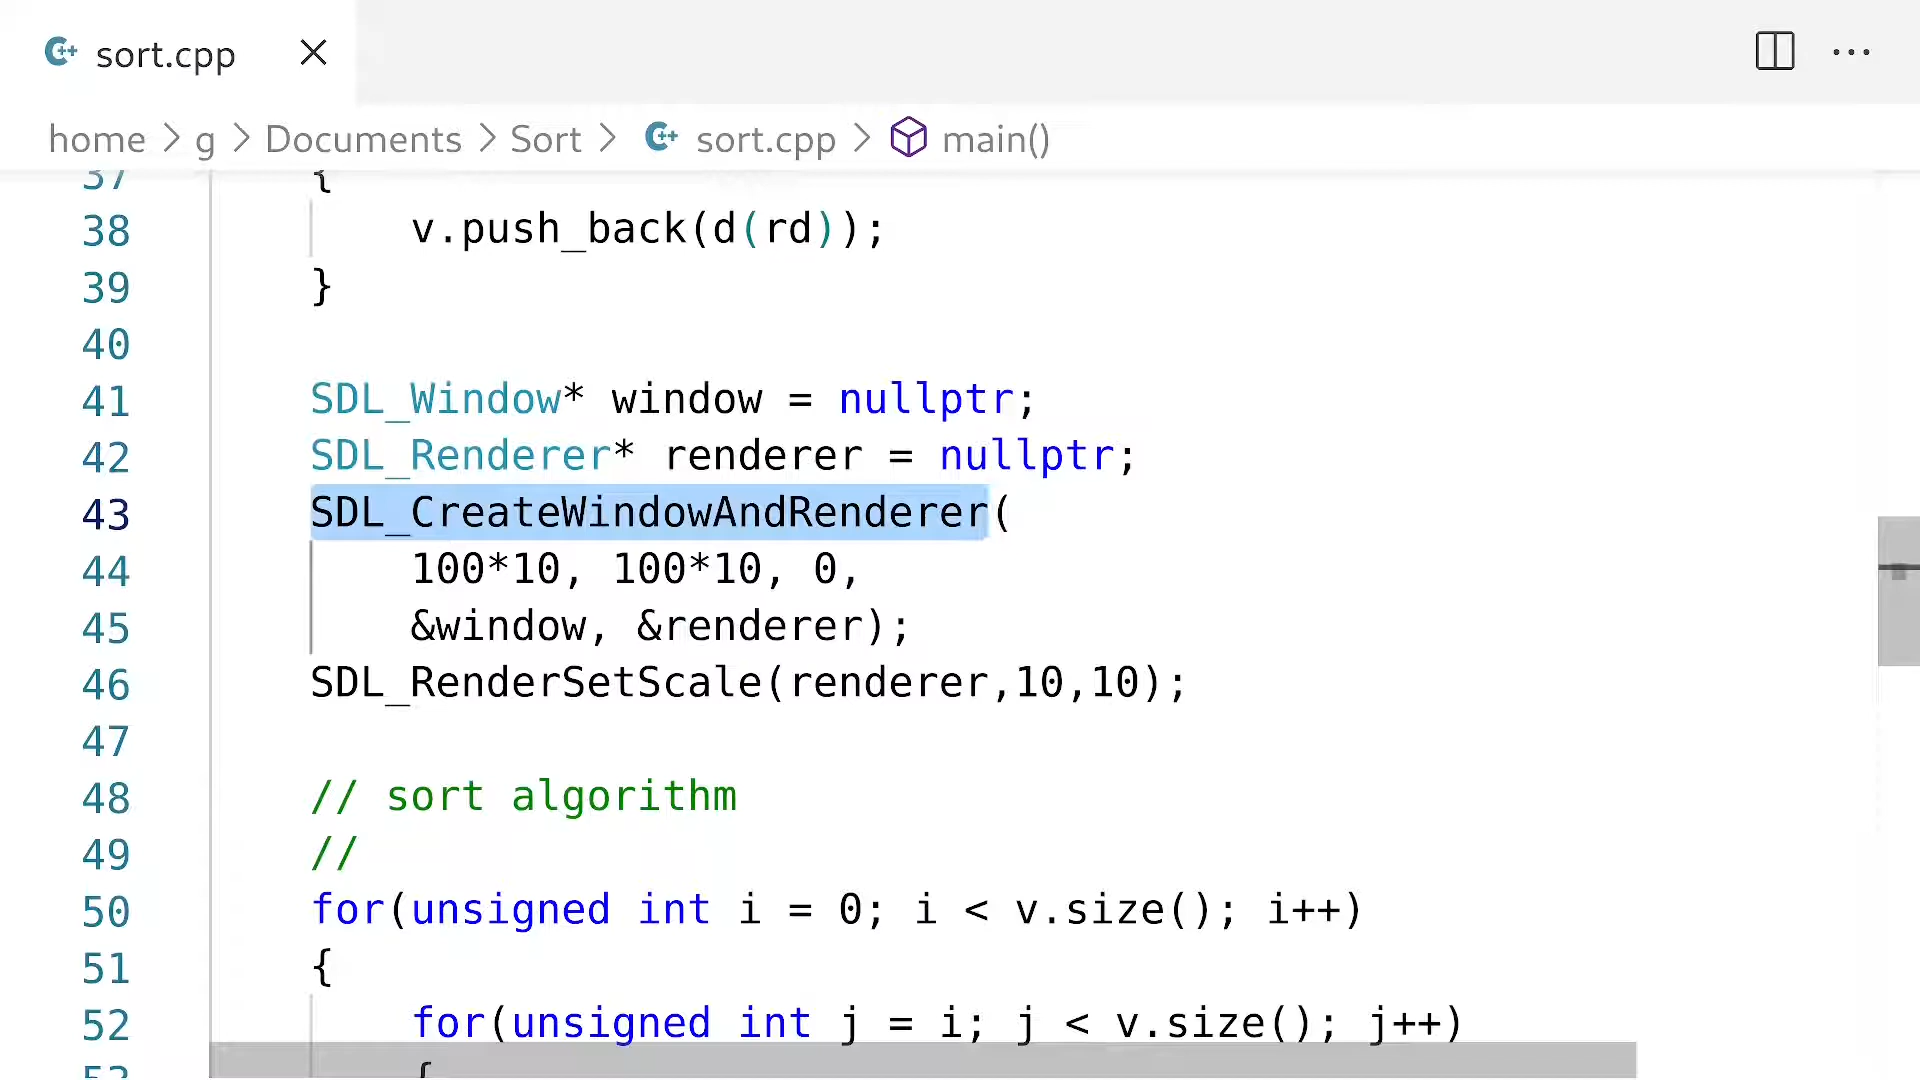 sort.cpp
home > g > Documents > Sort > sort.cpp > main()
37 {
38 v.push_back(d(rd));
39 }
40
41 SDL_Window* window = nullptr;
42 SDL_Renderer* renderer = nullptr;
43 SDL_CreateWindowAndRenderer(
44 100*10, 100*10, 0,
45 &window, &renderer);
46 SDL_RenderSetScale(renderer,10,10);
47
48 // sort algorithm
49 //
50 for(unsigned int i = 0; i < v.size(); i++)
51 {
52 for(unsigned int j = i; j < v.size(); j++)
53 {